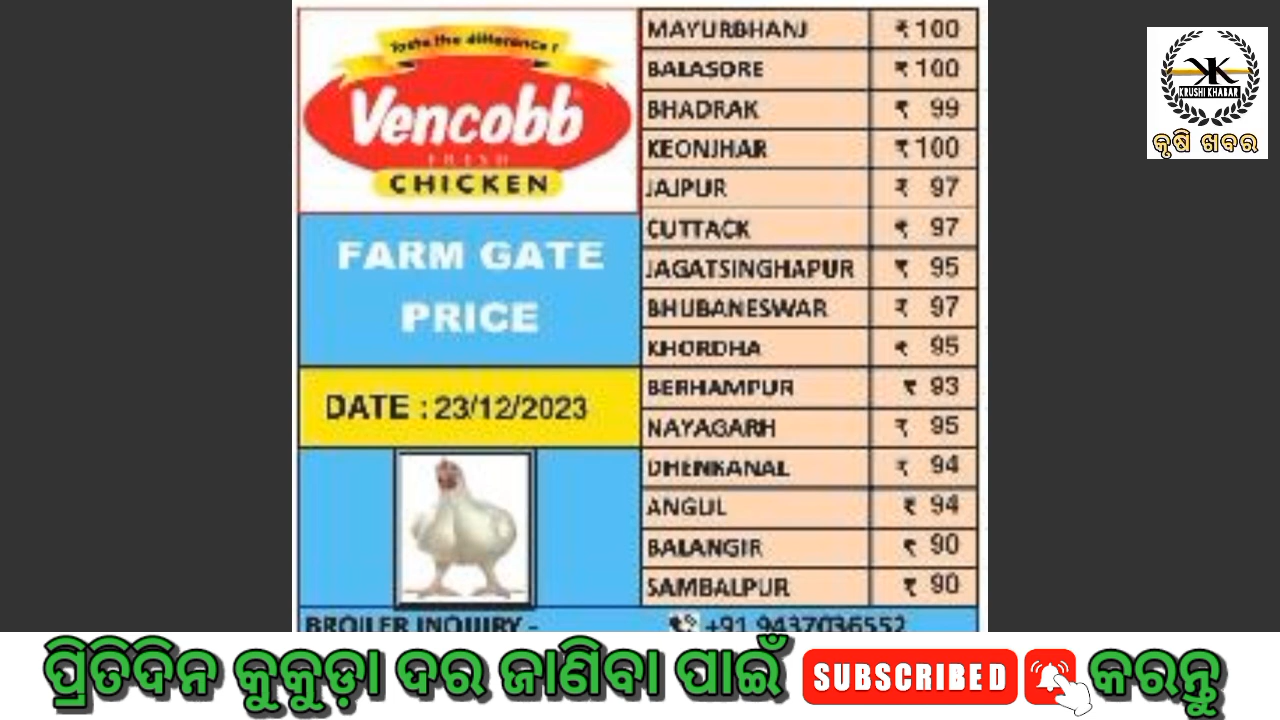 Taste the difference!
Vencobb
FRESH
CHICKEN
FARM GATE
PRICE
DATE : 23/12/2023
MAYURBHANJ ₹ 100
BALASORE ₹ 100
BHADRAK ₹ 99
KEONJHAR ₹ 100
JAJPUR ₹ 97
CUTTACK ₹ 97
JAGATSINGHAPUR ₹ 95
BHUBANESWAR ₹ 97
KHORDHA ₹ 95
BERHAMPUR ₹ 93
NAYAGARH ₹ 95
DHENKANAL ₹ 94
ANGUL ₹ 94
BALANGIR ₹ 90
SAMBALPUR ₹ 90
BROILER INQUIRY - +91 9437036552
KK
KRUSHI KHABAR
କୃଷି ଖବର
ପ୍ରିତିଦିନ କୁକୁଡ଼ା ଦର ଜାଣିବା ପାଇଁ SUBSCRIBED କରନ୍ତୁ